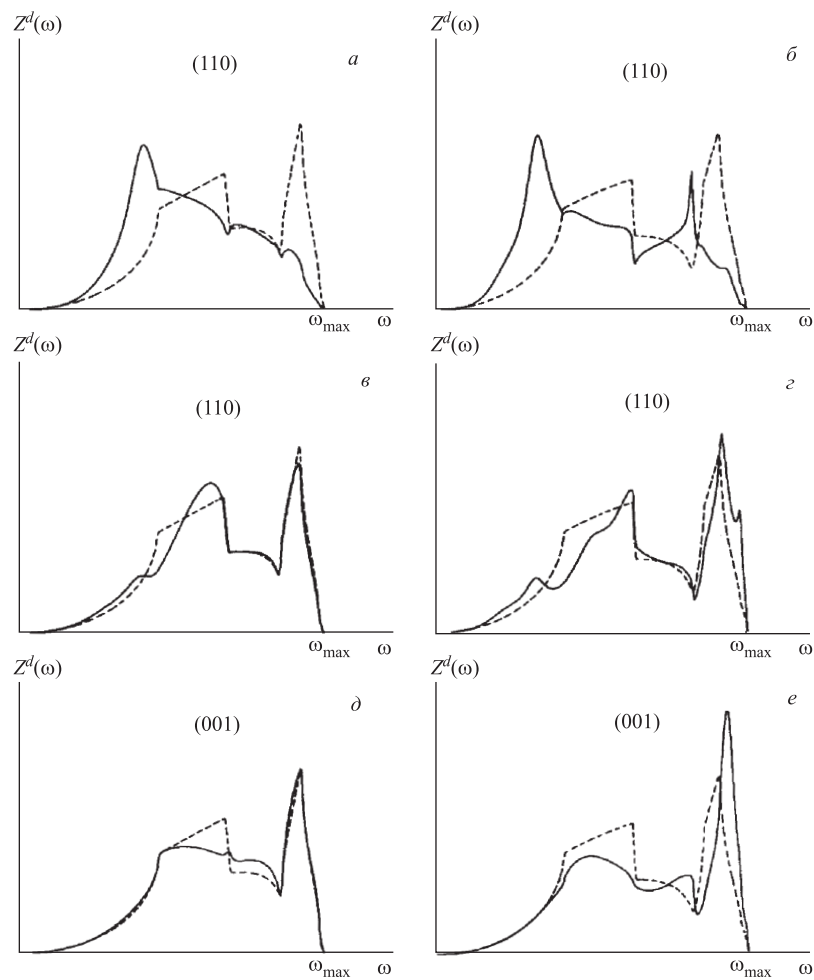 Z^d(ω)
(110)
а
ω_max ω
Z^d(ω)
(110)
б
ω_max ω
Z^d(ω)
(110)
в
ω_max ω
Z^d(ω)
(110)
г
ω_max ω
Z^d(ω)
(001)
д
ω_max ω
Z^d(ω)
(001)
е
ω_max ω